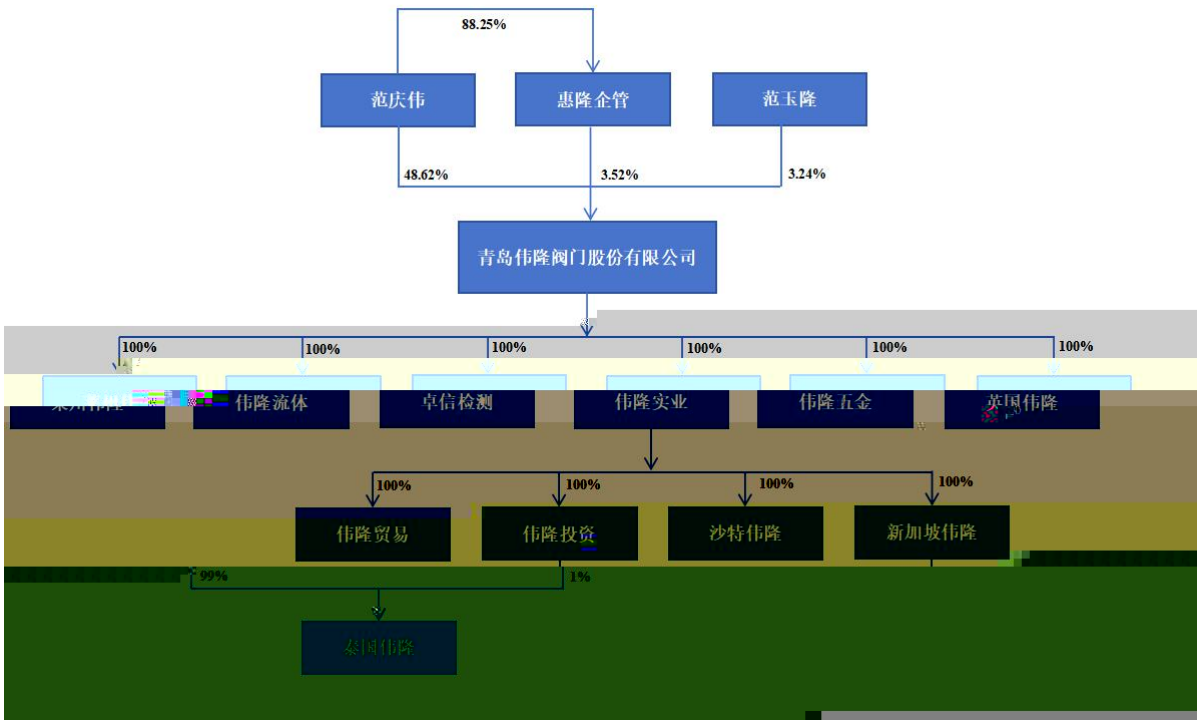 88.25%
范庆伟
惠隆企管
范玉隆
48.62%
3.52%
3.24%
青岛伟隆阀门股份有限公司
100%
100%
100%
100%
100%
100%
伟隆流体
卓信检测
伟隆实业
伟隆五金
英国伟隆
100%
100%
100%
100%
伟隆贸易
伟隆投资
沙特伟隆
新加坡伟隆
99%
1%
泰国伟隆